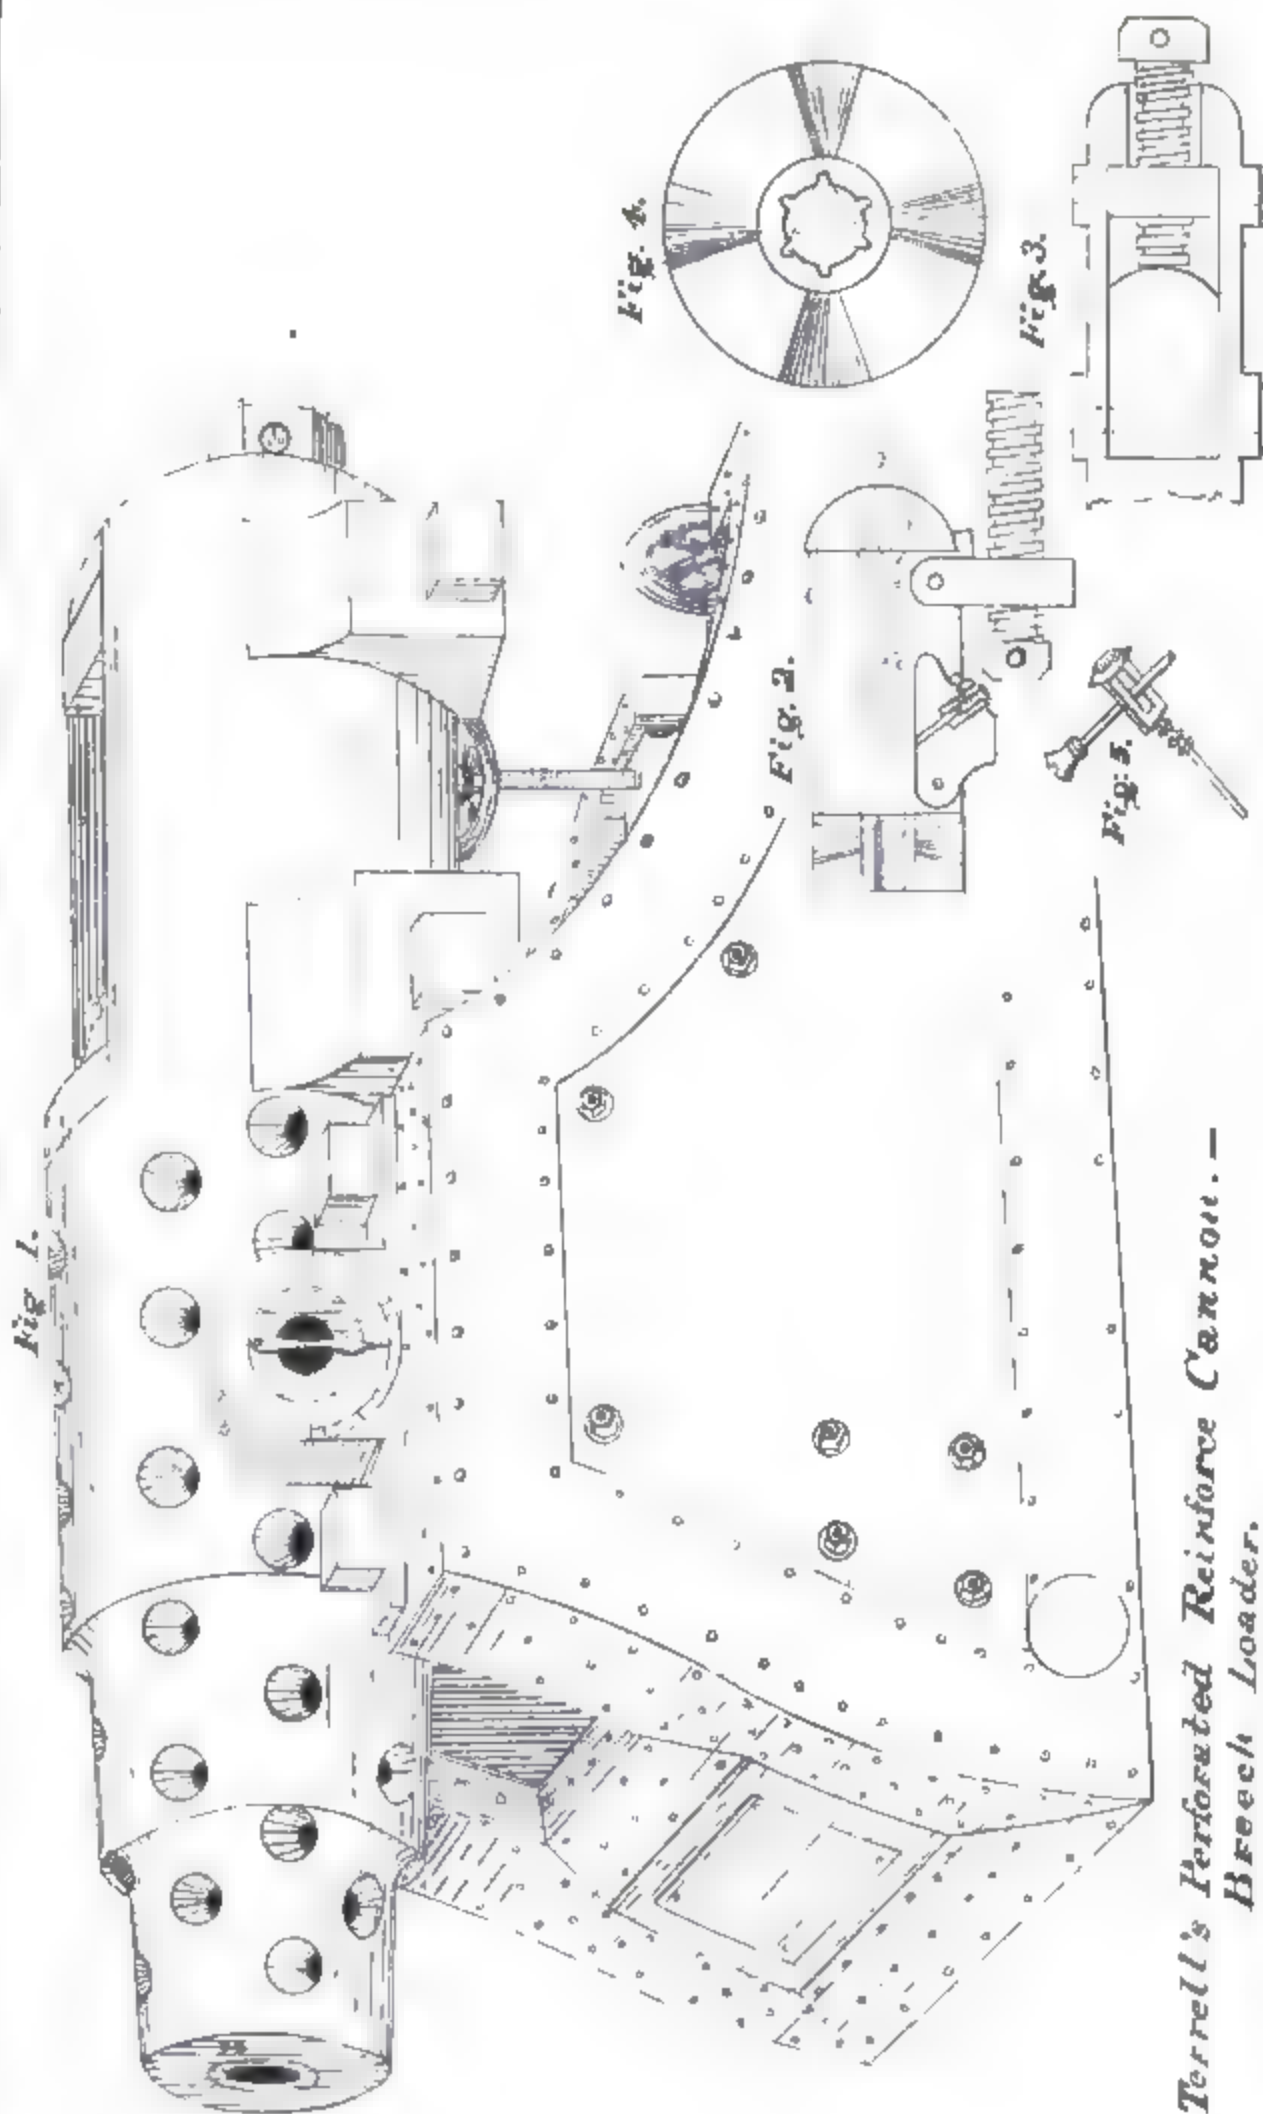 Fig 1.
Fig. 4.
Fig. 3.
Fig. 2.
Fig. 5.
Terrell's Perforated Reinforce Cannon.—
Breech Loader.